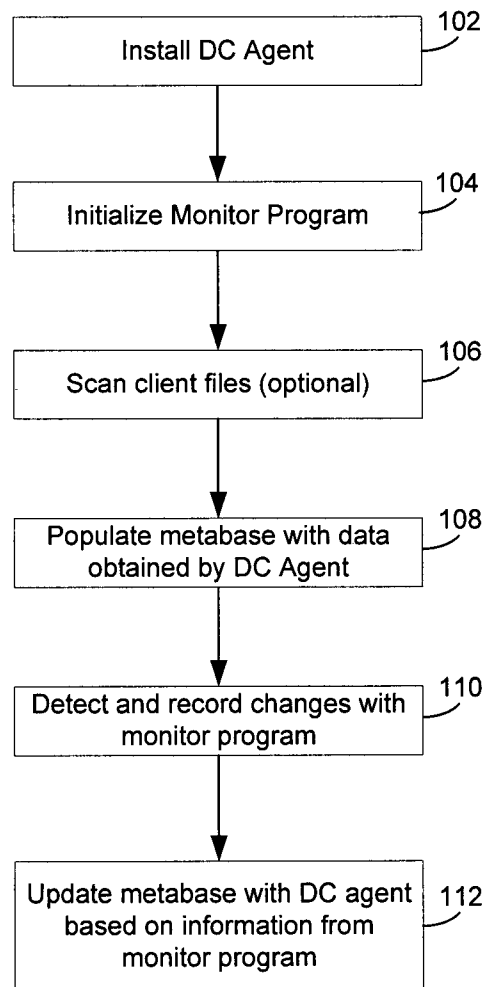 102
Install DC Agent
104
Initialize Monitor Program
106
Scan client files (optional)
108
Populate metabase with data
obtained by DC Agent
110
Detect and record changes with
monitor program
Update metabase with DC agent
112
based on information from
monitor program